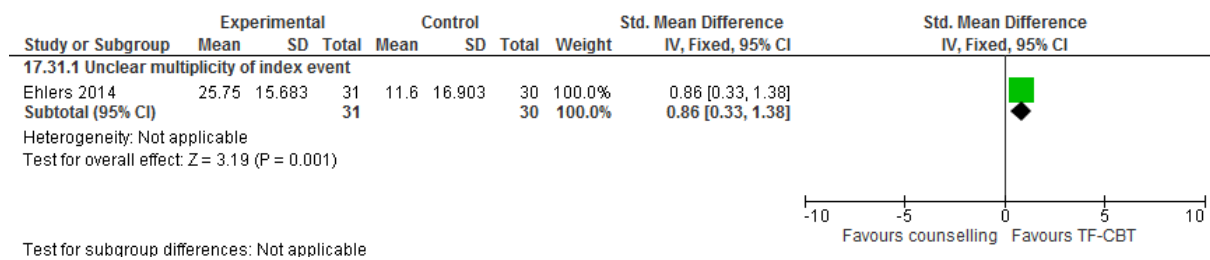 Experimental Control Std. Mean Difference Std. Mean Difference
Study or Subgroup Mean SD Total Mean SD Total Weight IV, Fixed, 95% CI IV, Fixed, 95% CI
17.31.1 Unclear multiplicity of index event
Ehlers 2014 25.75 15.683 31 11.6 16.903 30 100.0% 0.86 [0.33, 1.38]
Subtotal (95% CI) 31 30 100.0% 0.86 [0.33, 1.38]
Heterogeneity: Not applicable
Test for overall effect: Z = 3.19 (P = 0.001)
-10 -5 0 5 10
Favours counselling Favours TF-CBT
Test for subgroup differences: Not applicable